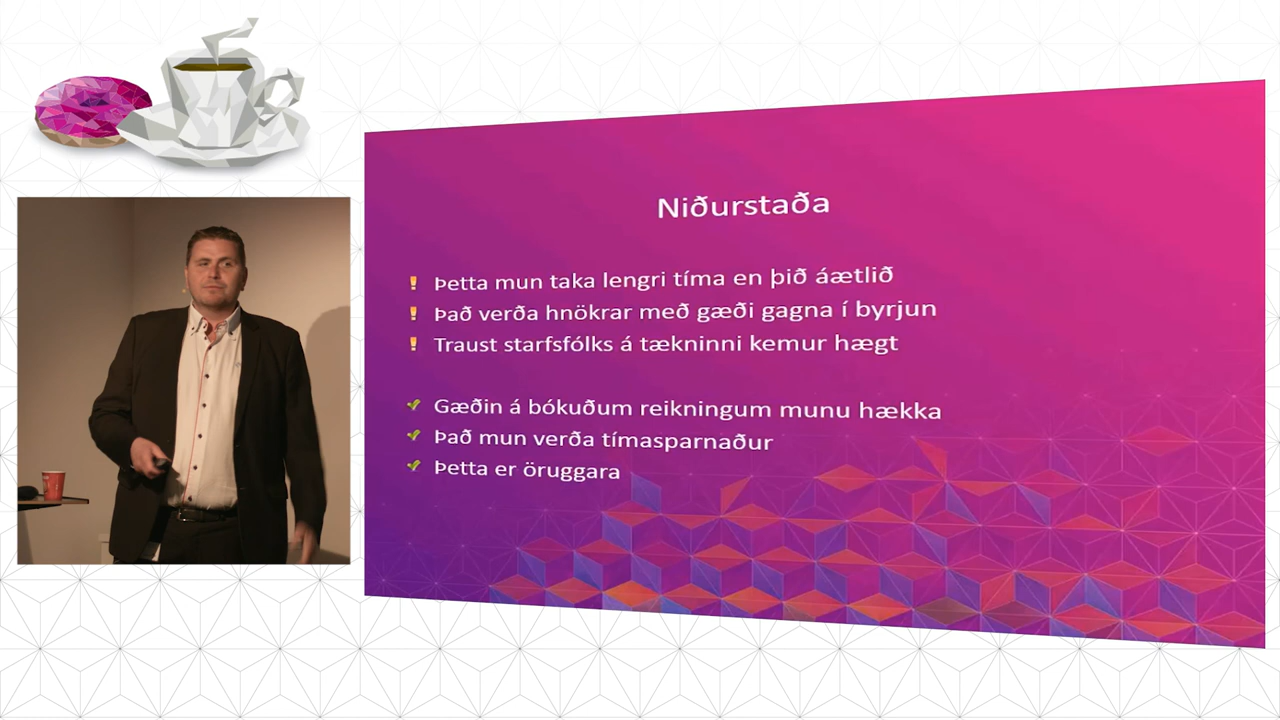 Niðurstaða
Þetta mun taka lengri tíma en þið áætlið
Það verða hnökrar með gæði gagna í byrjun
Traust starfsfólks á tækninni kemur hægt
Gæðin á bókuðum reikningum munu hækka
Það mun verða tímasparnaður
Þetta er öruggara